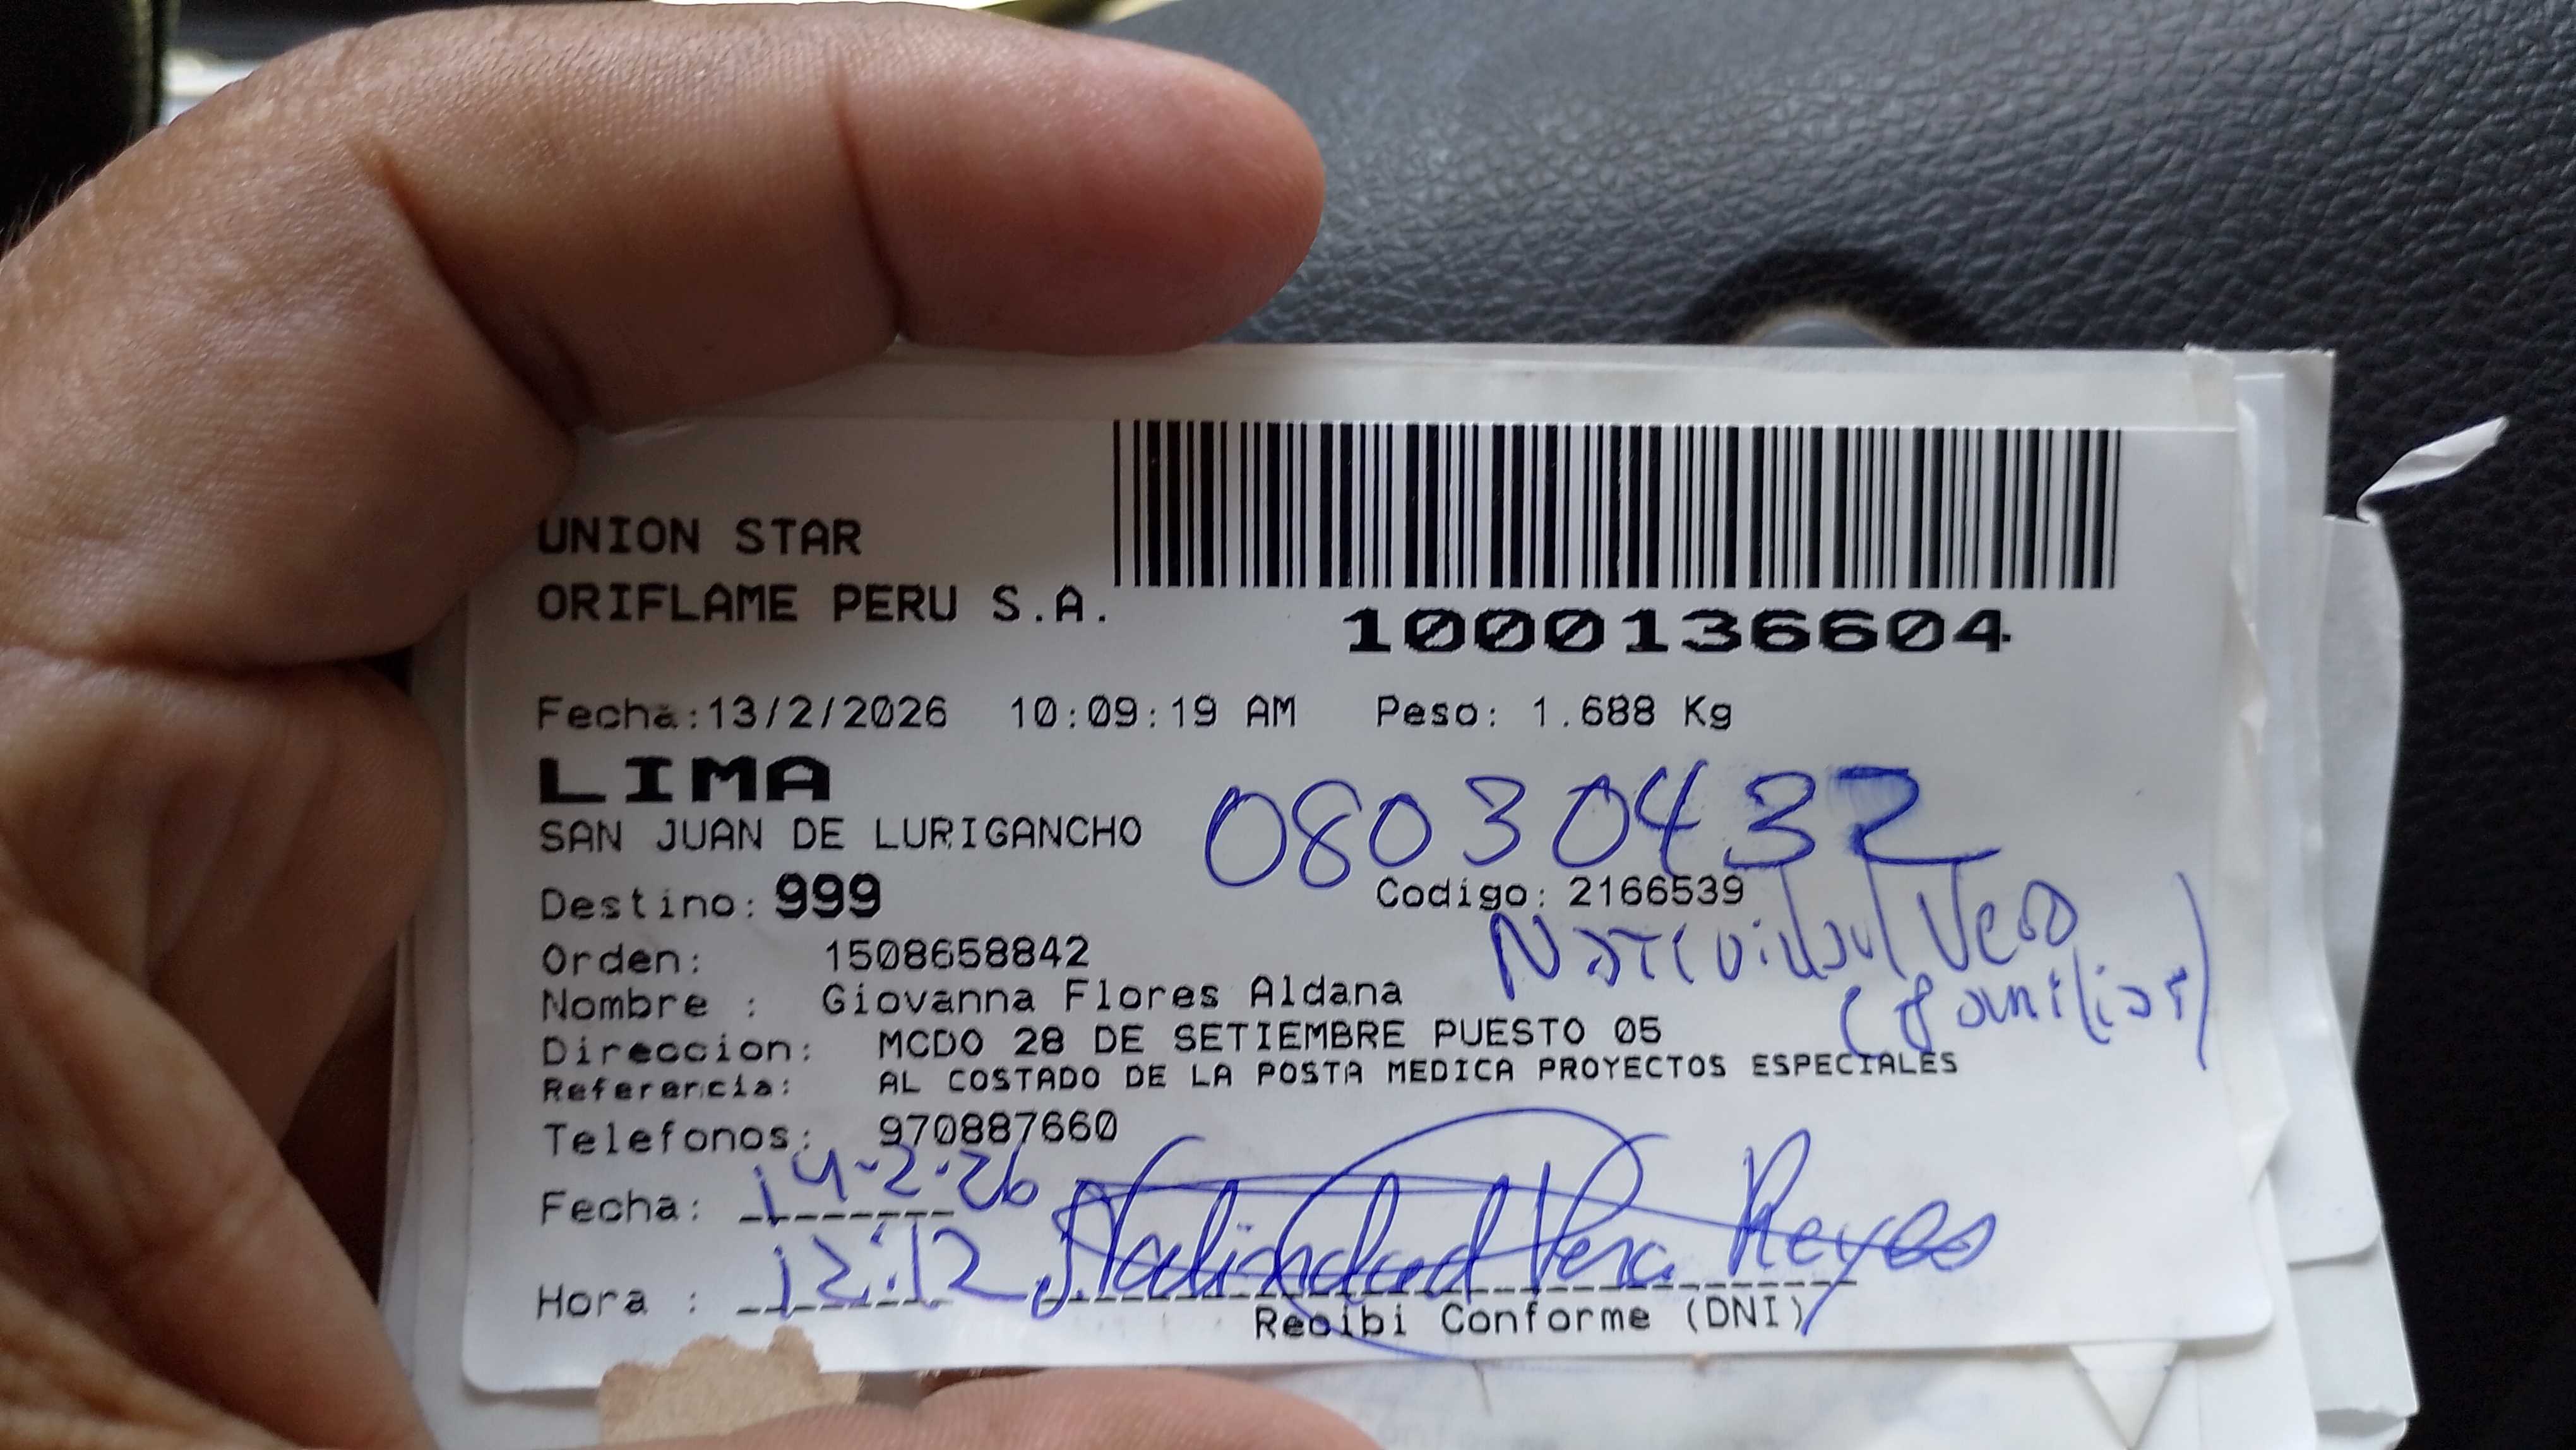 UNION STAR
ORIFLAME PERU S.A.
1000136604
Fecha:13/2/2026 10:09:19 AM Peso: 1.688 Kg
LIMA
08030432
SAN JUAN DE LURIGANCHO
Destino: 999 Codigo: 2166539
Natividad Vera
Orden: 1508658842
(familiar)
Nombre : Giovanna Flores Aldana
Direccion: MCDO 28 DE SETIEMBRE PUESTO 05
Referencia: AL COSTADO DE LA POSTA MEDICA PROYECTOS ESPECIALES
Telefonos: 970887660
Fecha: 14-2-26
Natividad Vera Reyes
Hora : 12:12
Recibi Conforme (DNI)